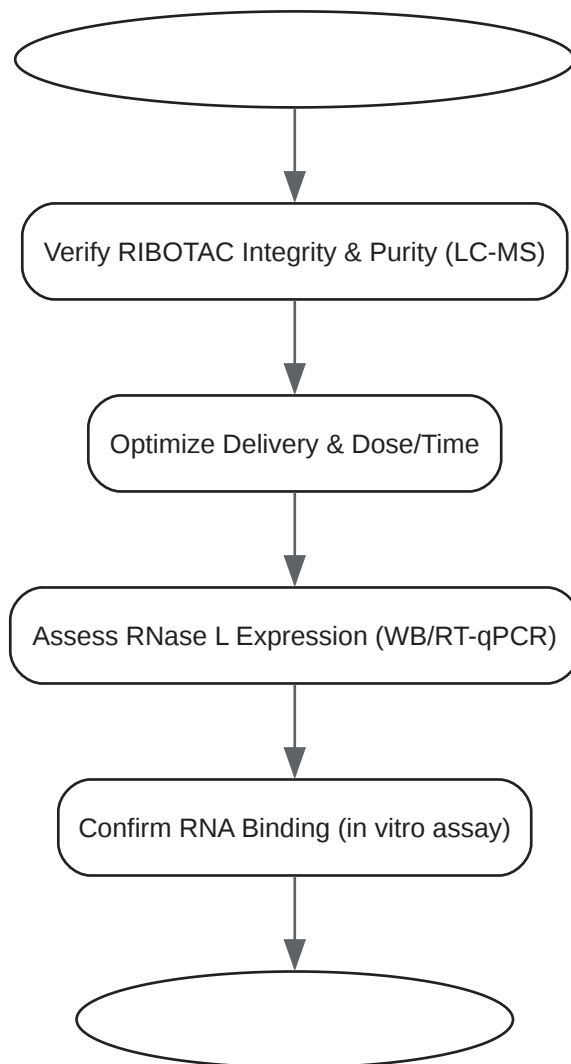 Verify RIBOTAC Integrity & Purity (LC-MS)
Optimize Delivery & Dose/Time
Assess RNase L Expression (WB/RT-qPCR)
Confirm RNA Binding (in vitro assay)